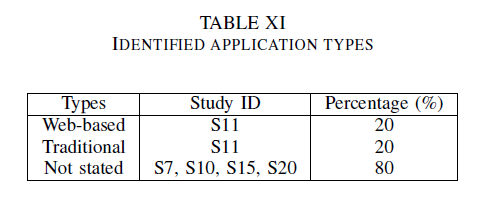 TABLE XI
IDENTIFIED APPLICATION TYPES
Types Study ID Percentage (%)
Web-based S11 20
Traditional S11 20
Not stated S7, S10, S15, S20 80